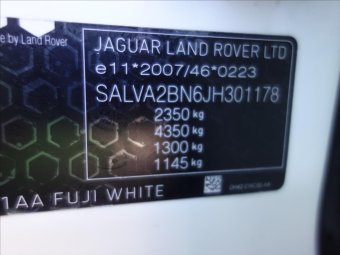 e by Land Rover
JAGUAR LAND ROVER LTD
e11*2007/46*0223
SALVA2BN6JH301178
2350 kg
4350 kg
1300 kg
1145 kg
1AA FUJI WHITE